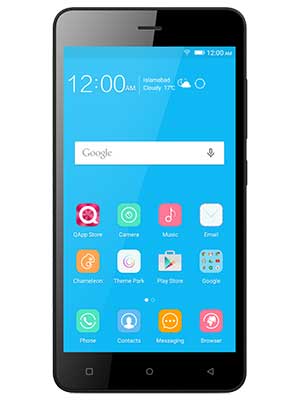 12:00 AM
12:00 AM
Islamabad
Cloudy 17°C
Google
QApp Store Camera Music Email
Chameleon Theme Park Play Store Google
Phone Contacts Messaging Browser